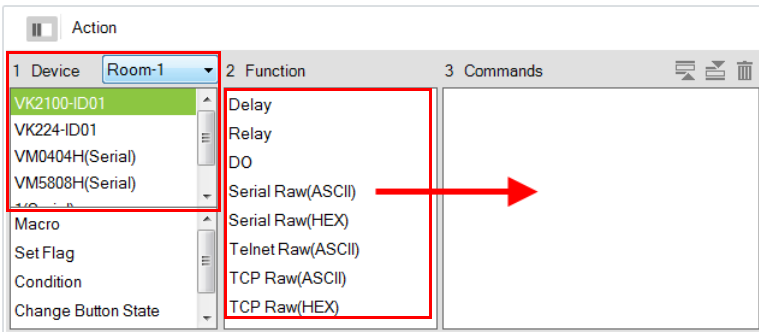 Action
1 Device Room-1 2 Function 3 Commands
VK2100-ID01
VK224-ID01
VM0404H(Serial)
VM5808H(Serial)
Macro
Set Flag
Condition
Change Button State
Delay
Relay
DO
Serial Raw(ASCII)
Serial Raw(HEX)
Telnet Raw(ASCII)
TCP Raw(ASCII)
TCP Raw(HEX)